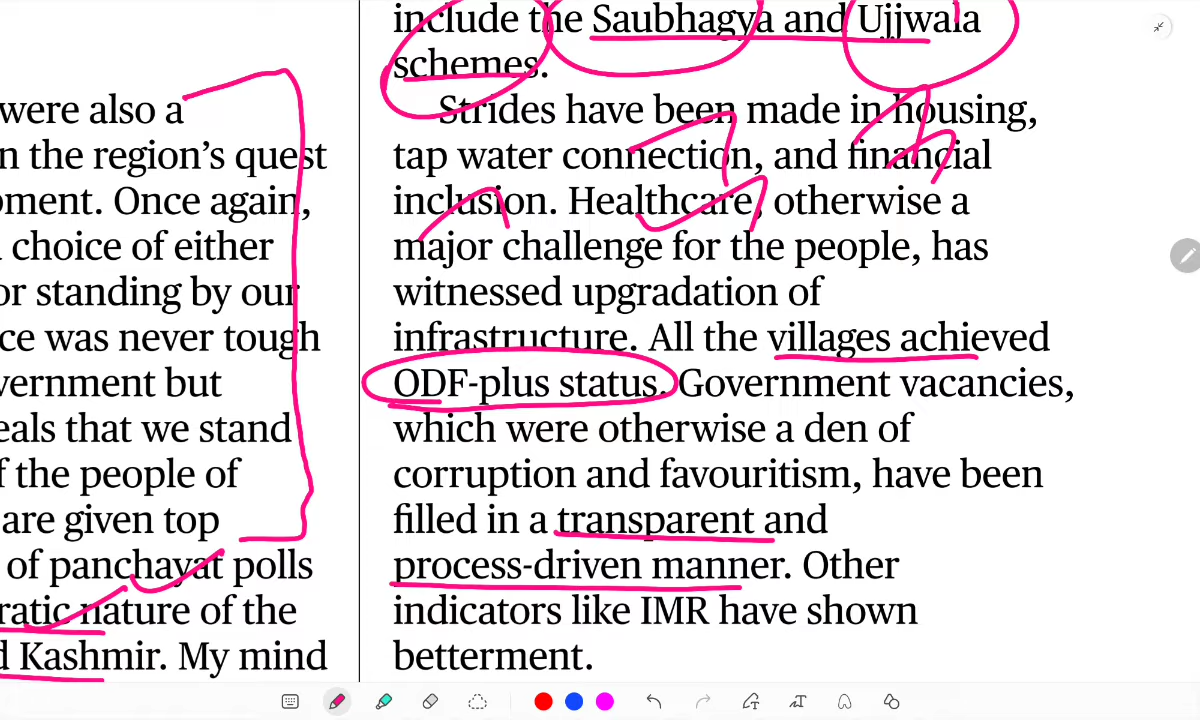 were also a
n the region's quest
pment. Once again,
choice of either
or standing by our
ce was never tough
vernment but
eals that we stand
f the people of
are given top
of panchayat polls
ratic nature of the
d Kashmir. My mind
include the Saubhagya and Ujjwala
schemes.
Strides have been made in housing,
tap water connection, and financial
inclusion. Healthcare, otherwise a
major challenge for the people, has
witnessed upgradation of
infrastructure. All the villages achieved
ODF-plus status. Government vacancies,
which were otherwise a den of
corruption and favouritism, have been
filled in a transparent and
process-driven manner. Other
indicators like IMR have shown
betterment.